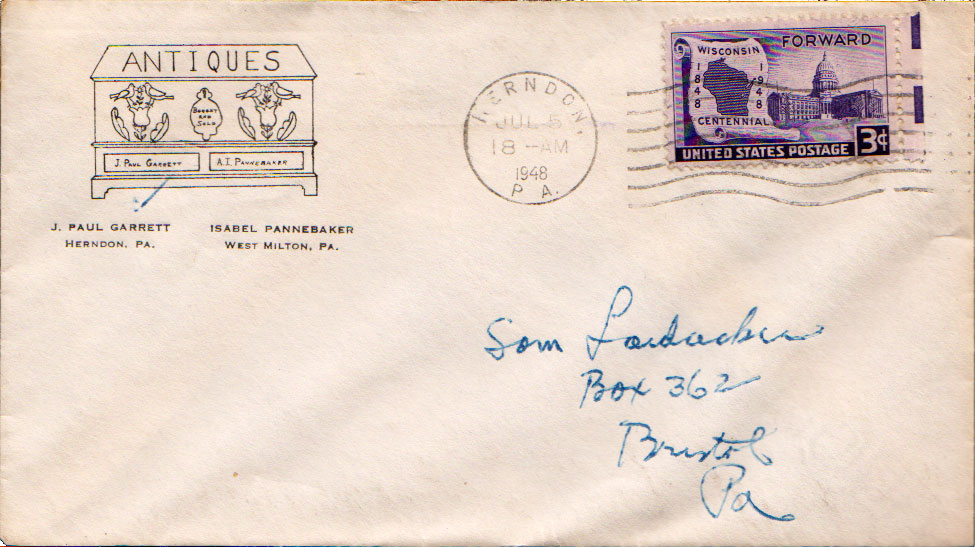 ANTIQUES
BOUGHT
AND
SOLD
J. PAUL GARRETT A.I. PANNEBAKER
J. PAUL GARRETT ISABEL PANNEBAKER
HERNDON, PA. WEST MILTON, PA.
HERNDON,
JUL 5
18 -AM
1948
PA.
WISCONSIN FORWARD
1848 1948
CENTENNIAL
UNITED STATES POSTAGE 3¢
Sam
Box 362
Bristol
Pa